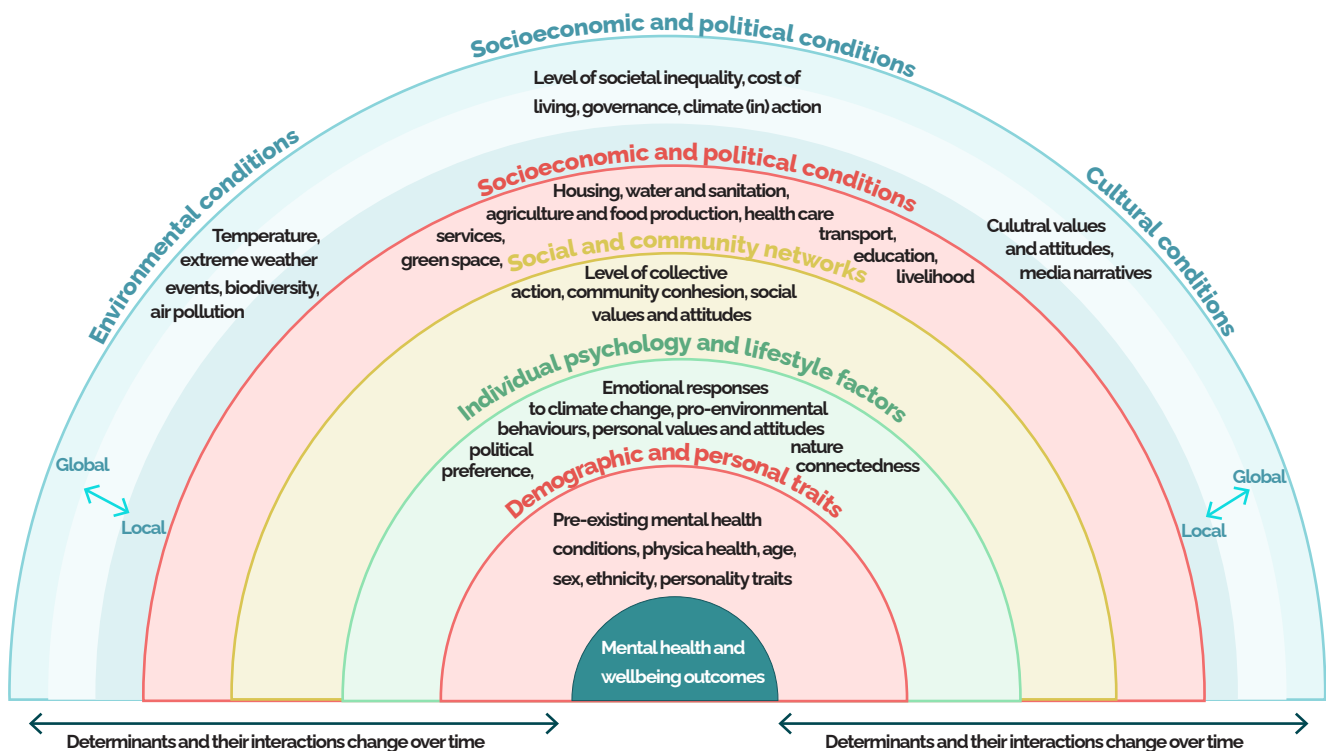 Socioeconomic and political conditions
Level of societal inequality, cost of
living, governance, climate (in) action
Environmental conditions
Temperature,
extreme weather
events, biodiversity,
air pollution
Cultural conditions
Culutral values
and attitudes,
media narratives
Socioeconomic and political conditions
Housing, water and sanitation,
agriculture and food production, health care
services,
green space,
transport,
education,
livelihood
Social and community networks
Level of collective
action, community conhesion, social
values and attitudes
Individual psychology and lifestyle factors
Emotional responses
to climate change, pro-environmental
behaviours, personal values and attitudes
political
preference,
nature
connectedness
Demographic and personal traits
Pre-existing mental health
conditions, physica health, age,
sex, ethnicity, personality traits
Mental health and
wellbeing outcomes
Global
Local
Global
Local
Determinants and their interactions change over time
Determinants and their interactions change over time